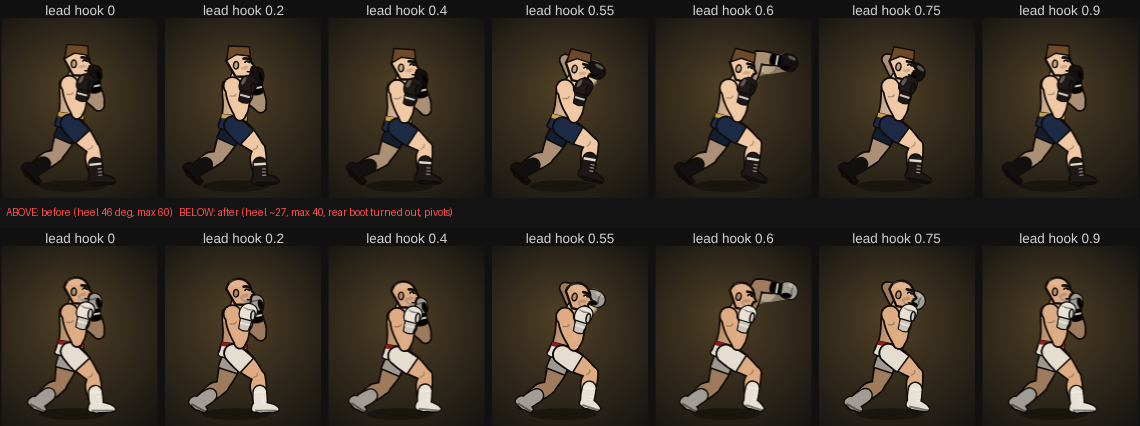 lead hook 0 lead hook 0.2 lead hook 0.4 lead hook 0.55 lead hook 0.6 lead hook 0.75 lead hook 0.9
ABOVE: before (heel 46 deg, max 60) BELOW: after (heel ~27, max 40, rear boot turned out, pivots)
lead hook 0 lead hook 0.2 lead hook 0.4 lead hook 0.55 lead hook 0.6 lead hook 0.75 lead hook 0.9